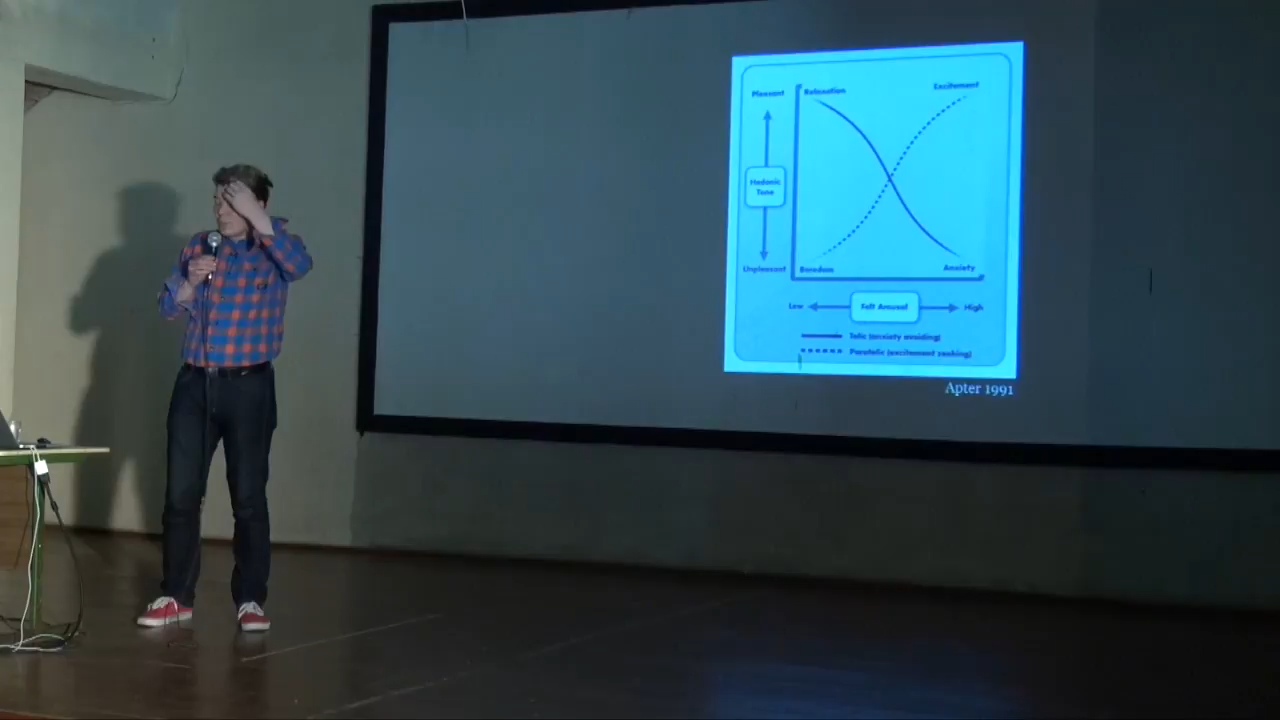 Pleasant
Relaxation
Excitement
Hedonic
Tone
Unpleasant
Boredom
Anxiety
Low
Felt Arousal
High
Telic (anxiety avoiding)
Paratelic (excitement seeking)
Apter 1991